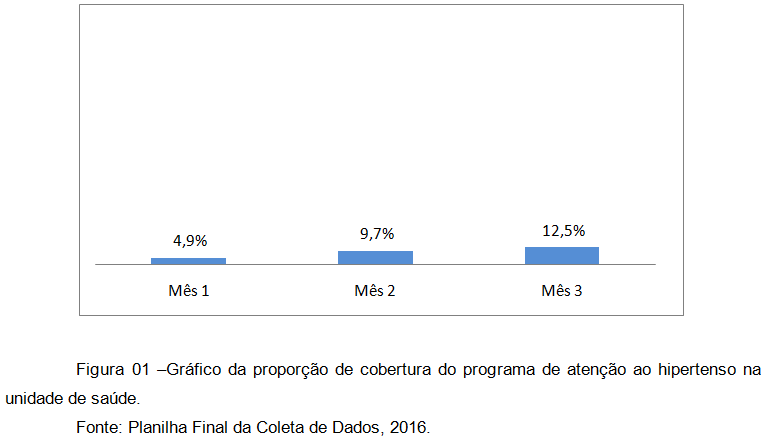 4,9%
9,7%
12,5%
Mês 1
Mês 2
Mês 3
Figura 01 –Gráfico da proporção de cobertura do programa de atenção ao hipertenso na
unidade de saúde.
Fonte: Planilha Final da Coleta de Dados, 2016.